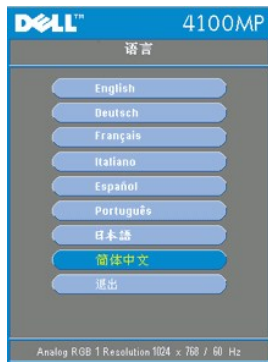 DELL™
4100MP
语言
English
Deutsch
Français
Italiano
Español
Português
日本語
简体中文
退出
Analog RGB 1 Resolution 1024 x 768 / 60 Hz